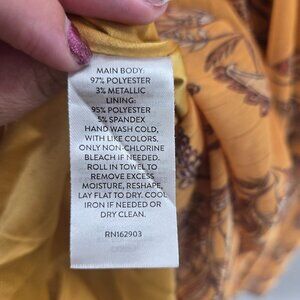 MAIN BODY:
97% POLYESTER
3% METALLIC
LINING:
95% POLYESTER
5% SPANDEX
HAND WASH COLD,
WITH LIKE COLORS,
ONLY NON-CHLORINE
BLEACH IF NEEDED.
ROLL IN TOWEL TO
REMOVE EXCESS
MOISTURE, RESHAPE,
LAY FLAT TO DRY. COOL
IRON IF NEEDED OR
DRY CLEAN.
RN162903